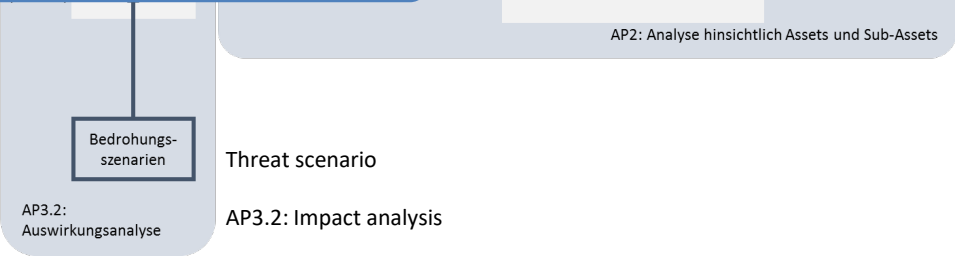 AP2: Analyse hinsichtlich Assets und Sub-Assets
Bedrohungs-
szenarien
Threat scenario
AP3.2:
Auswirkungsanalyse
AP3.2: Impact analysis